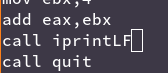 mov ebx,4
add eax,ebx
call iprintLF
call quit